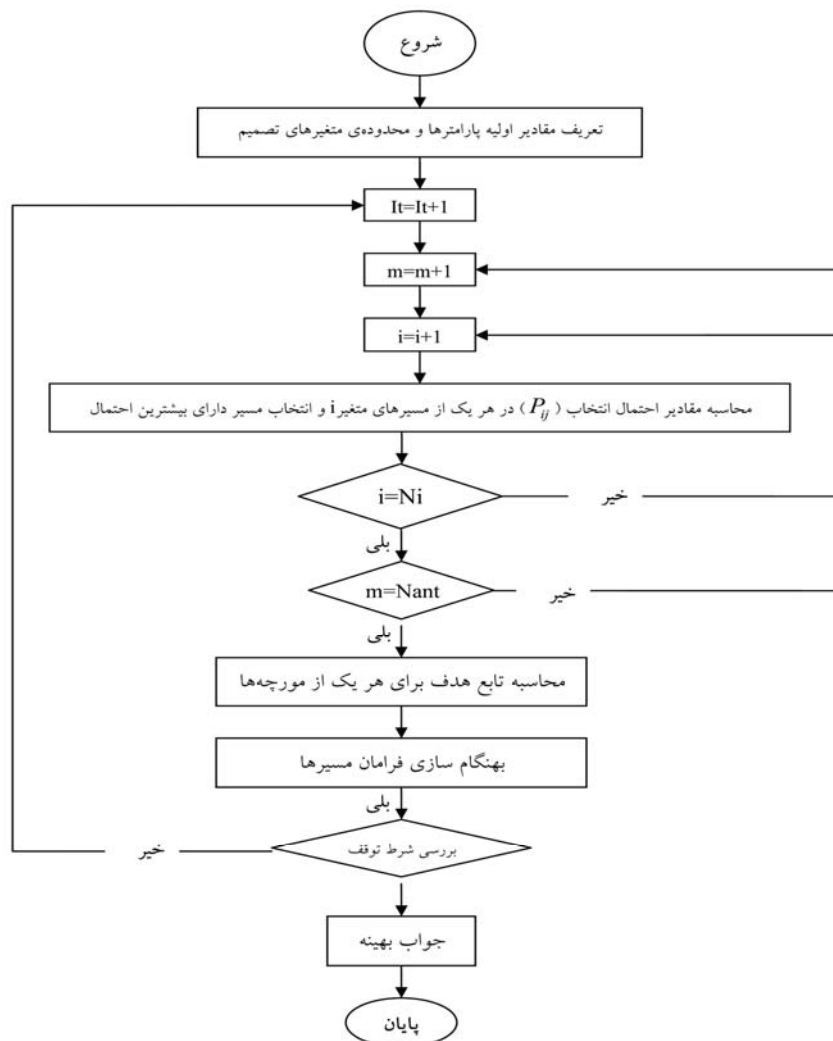 شروع
تعریف مقادیر اولیه پارامترها و محدوده‌ی متغیرهای تصمیم
It=It+1
m=m+1
i=i+1
محاسبه مقادیر احتمال انتخاب ( P_ij ) در هر یک از مسیرهای متغیر i و انتخاب مسیر دارای بیشترین احتمال
i=Ni
خیر
بلی
m=Nant
خیر
بلی
محاسبه تابع هدف برای هر یک از مورچه‌ها
بهنگام سازی فرامان مسیرها
بلی
بررسی شرط توقف
خیر
جواب بهینه
پایان